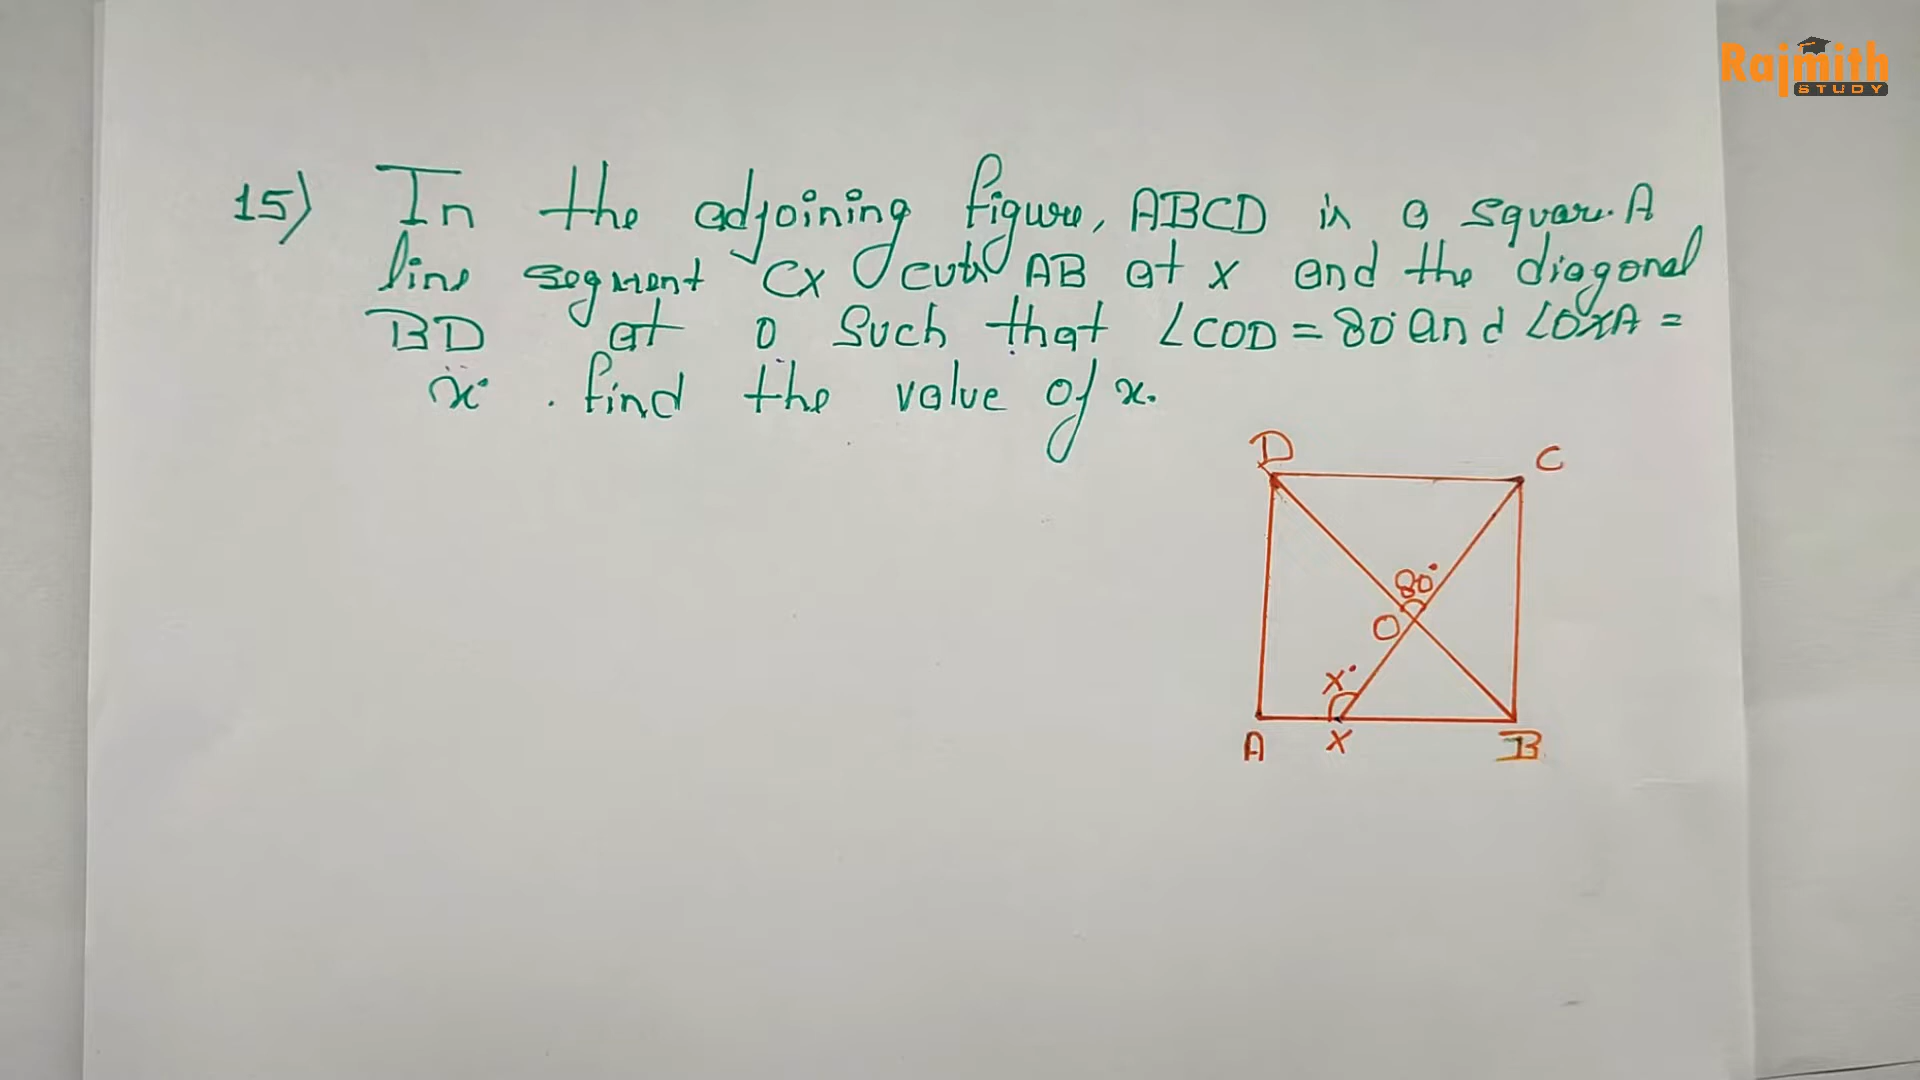 Rajmith
STUDY
15) In the adjoining figure, ABCD is a squar. A
line segment CX cuts AB at X and the diagonal
BD at O such that ∠COD = 80° and ∠OXA =
x° . find the value of x.
D C
80°
O
x°
A X B